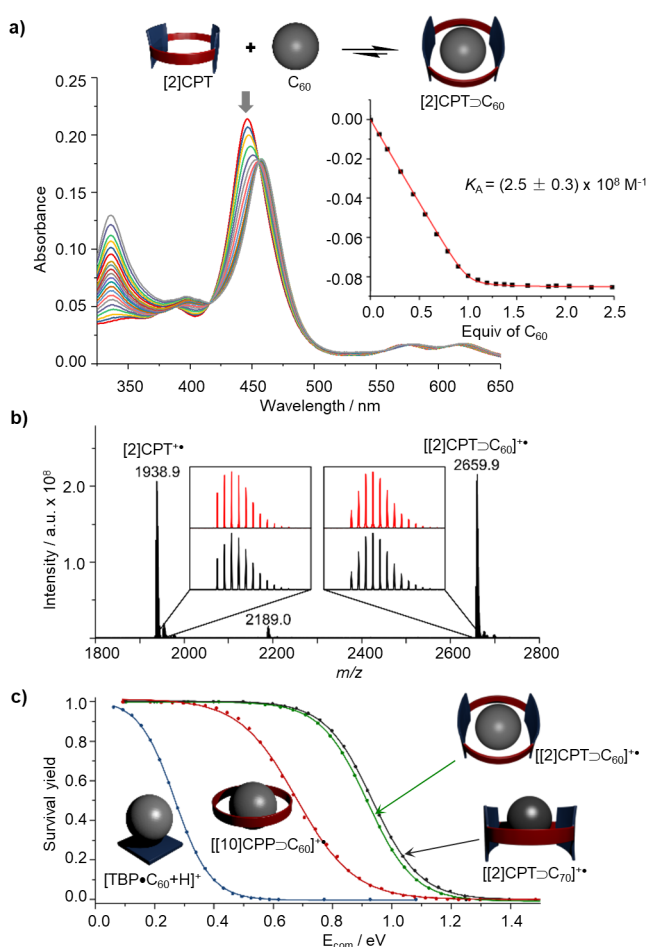 a)
[2]CPT + C₆₀ [2]CPT⊃C₆₀
0.25
0.20
0.15
0.10
0.05
0.00
Absorbance
350 400 450 500 550 600 650
Wavelength / nm
0.00
-0.02
-0.04
-0.06
-0.08
K_A = (2.5 ± 0.3) x 10⁸ M⁻¹
0.0 0.5 1.0 1.5 2.0 2.5
Equiv of C₆₀
b)
[2]CPT⁺•
1938.9
[[2]CPT⊃C₆₀]⁺•
2659.9
2189.0
2.0
1.0
Intensity / a.u. x 10⁸
1800 2000 2200 2400 2600 2800
m/z
c)
1.0
0.8
0.6
0.4
0.2
0.0
Survival yield
[TBP•C₆₀+H]⁺
[[10]CPP⊃C₆₀]⁺•
[[2]CPT⊃C₆₀]⁺•
[[2]CPT⊃C₇₀]⁺•
0.0 0.2 0.4 0.6 0.8 1.0 1.2 1.4
E_com / eV